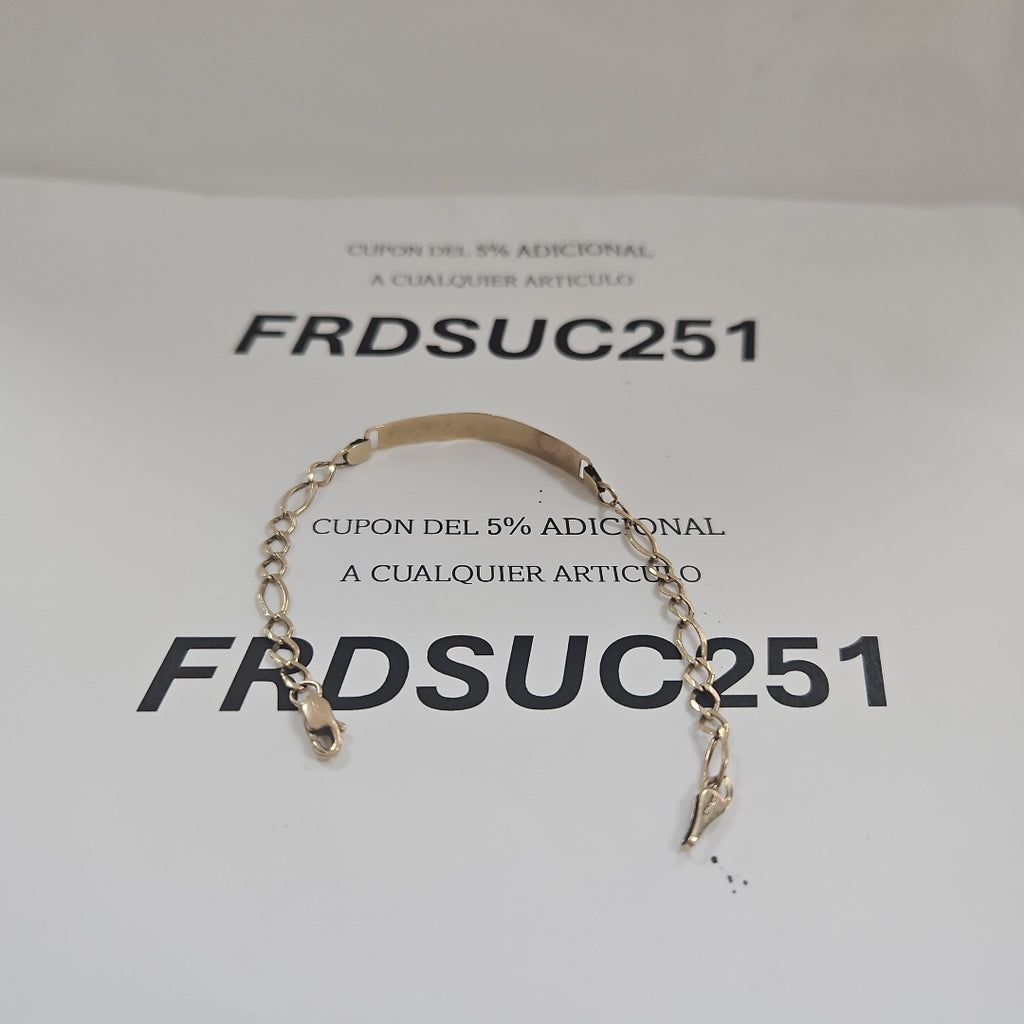 CUPON DEL 5% ADICIONAL
A CUALQUIER ARTICULO
FRDSUC251
CUPON DEL 5% ADICIONAL
A CUALQUIER ARTICULO
FRDSUC251